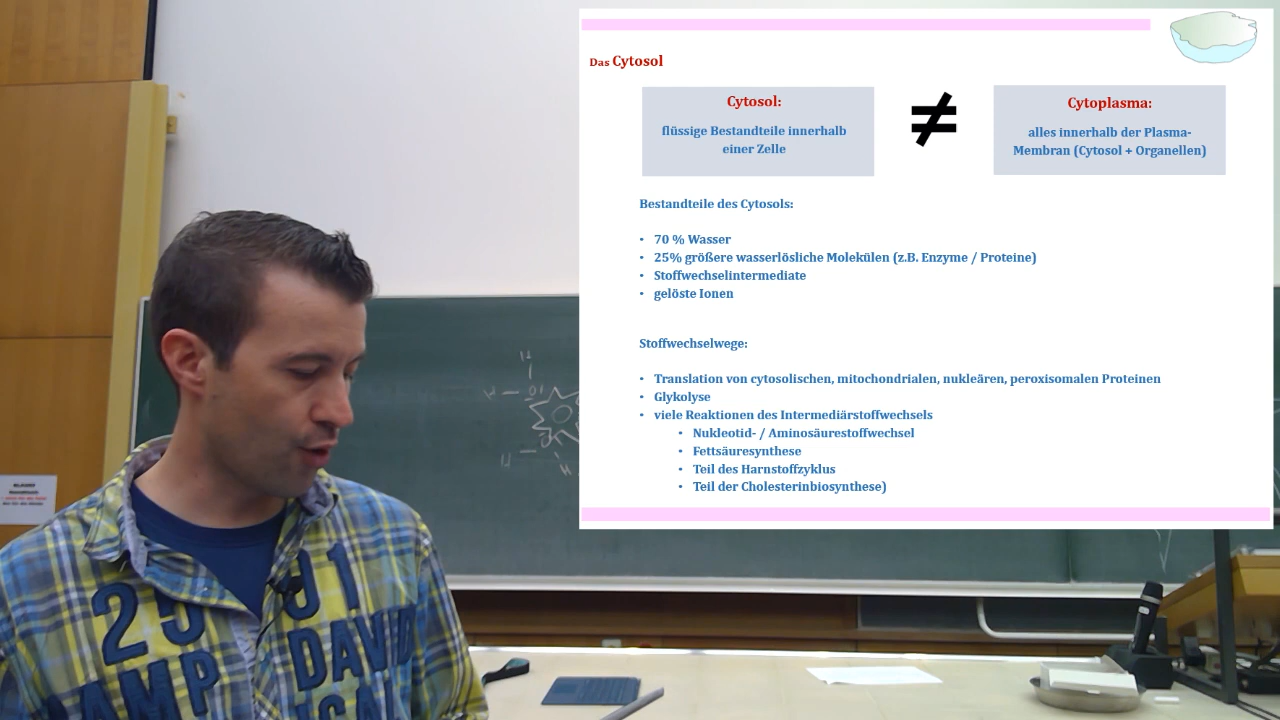 Das Cytosol
Cytosol:
flüssige Bestandteile innerhalb
einer Zelle
≠
Cytoplasma:
alles innerhalb der Plasma-
Membran (Cytosol + Organellen)
Bestandteile des Cytosols:
• 70 % Wasser
• 25% größere wasserlösliche Molekülen (z.B. Enzyme / Proteine)
• Stoffwechselintermediate
• gelöste Ionen
Stoffwechselwege:
• Translation von cytosolischen, mitochondrialen, nukleären, peroxisomalen Proteinen
• Glykolyse
• viele Reaktionen des Intermediärstoffwechsels
• Nukleotid- / Aminosäurestoffwechsel
• Fettsäuresynthese
• Teil des Harnstoffzyklus
• Teil der Cholesterinbiosynthese)
DAVID